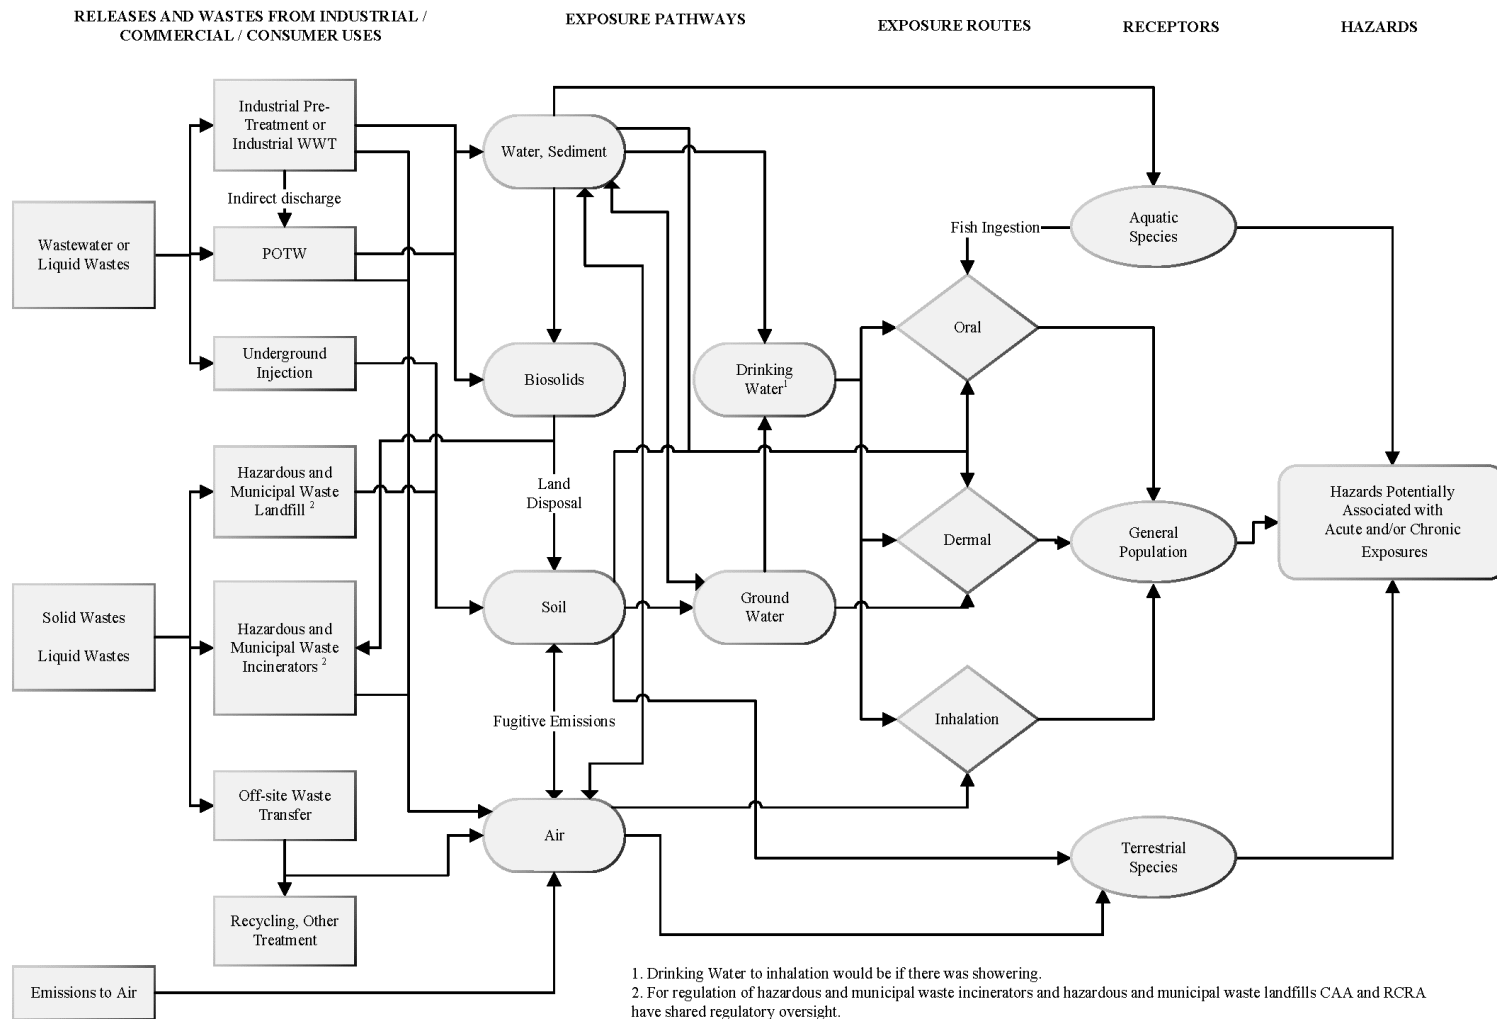 RELEASES AND WASTES FROM INDUSTRIAL /
COMMERCIAL / CONSUMER USES
EXPOSURE PATHWAYS
EXPOSURE ROUTES
RECEPTORS
HAZARDS
Wastewater or
Liquid Wastes
Industrial Pre-
Treatment or
Industrial WWT
Indirect discharge
POTW
Underground
Injection
Hazardous and
Municipal Waste
Landfill 2
Solid Wastes
Liquid Wastes
Hazardous and
Municipal Waste
Incinerators 2
Off-site Waste
Transfer
Recycling, Other
Treatment
Emissions to Air
Water, Sediment
Biosolids
Land
Disposal
Soil
Fugitive Emissions
Air
Drinking
Water1
Ground
Water
Fish Ingestion
Oral
Dermal
Inhalation
Aquatic
Species
General
Population
Terrestrial
Species
Hazards Potentially
Associated with
Acute and/or Chronic
Exposures
1. Drinking Water to inhalation would be if there was showering.
2. For regulation of hazardous and municipal waste incinerators and hazardous and municipal waste landfills CAA and RCRA
have shared regulatory oversight.